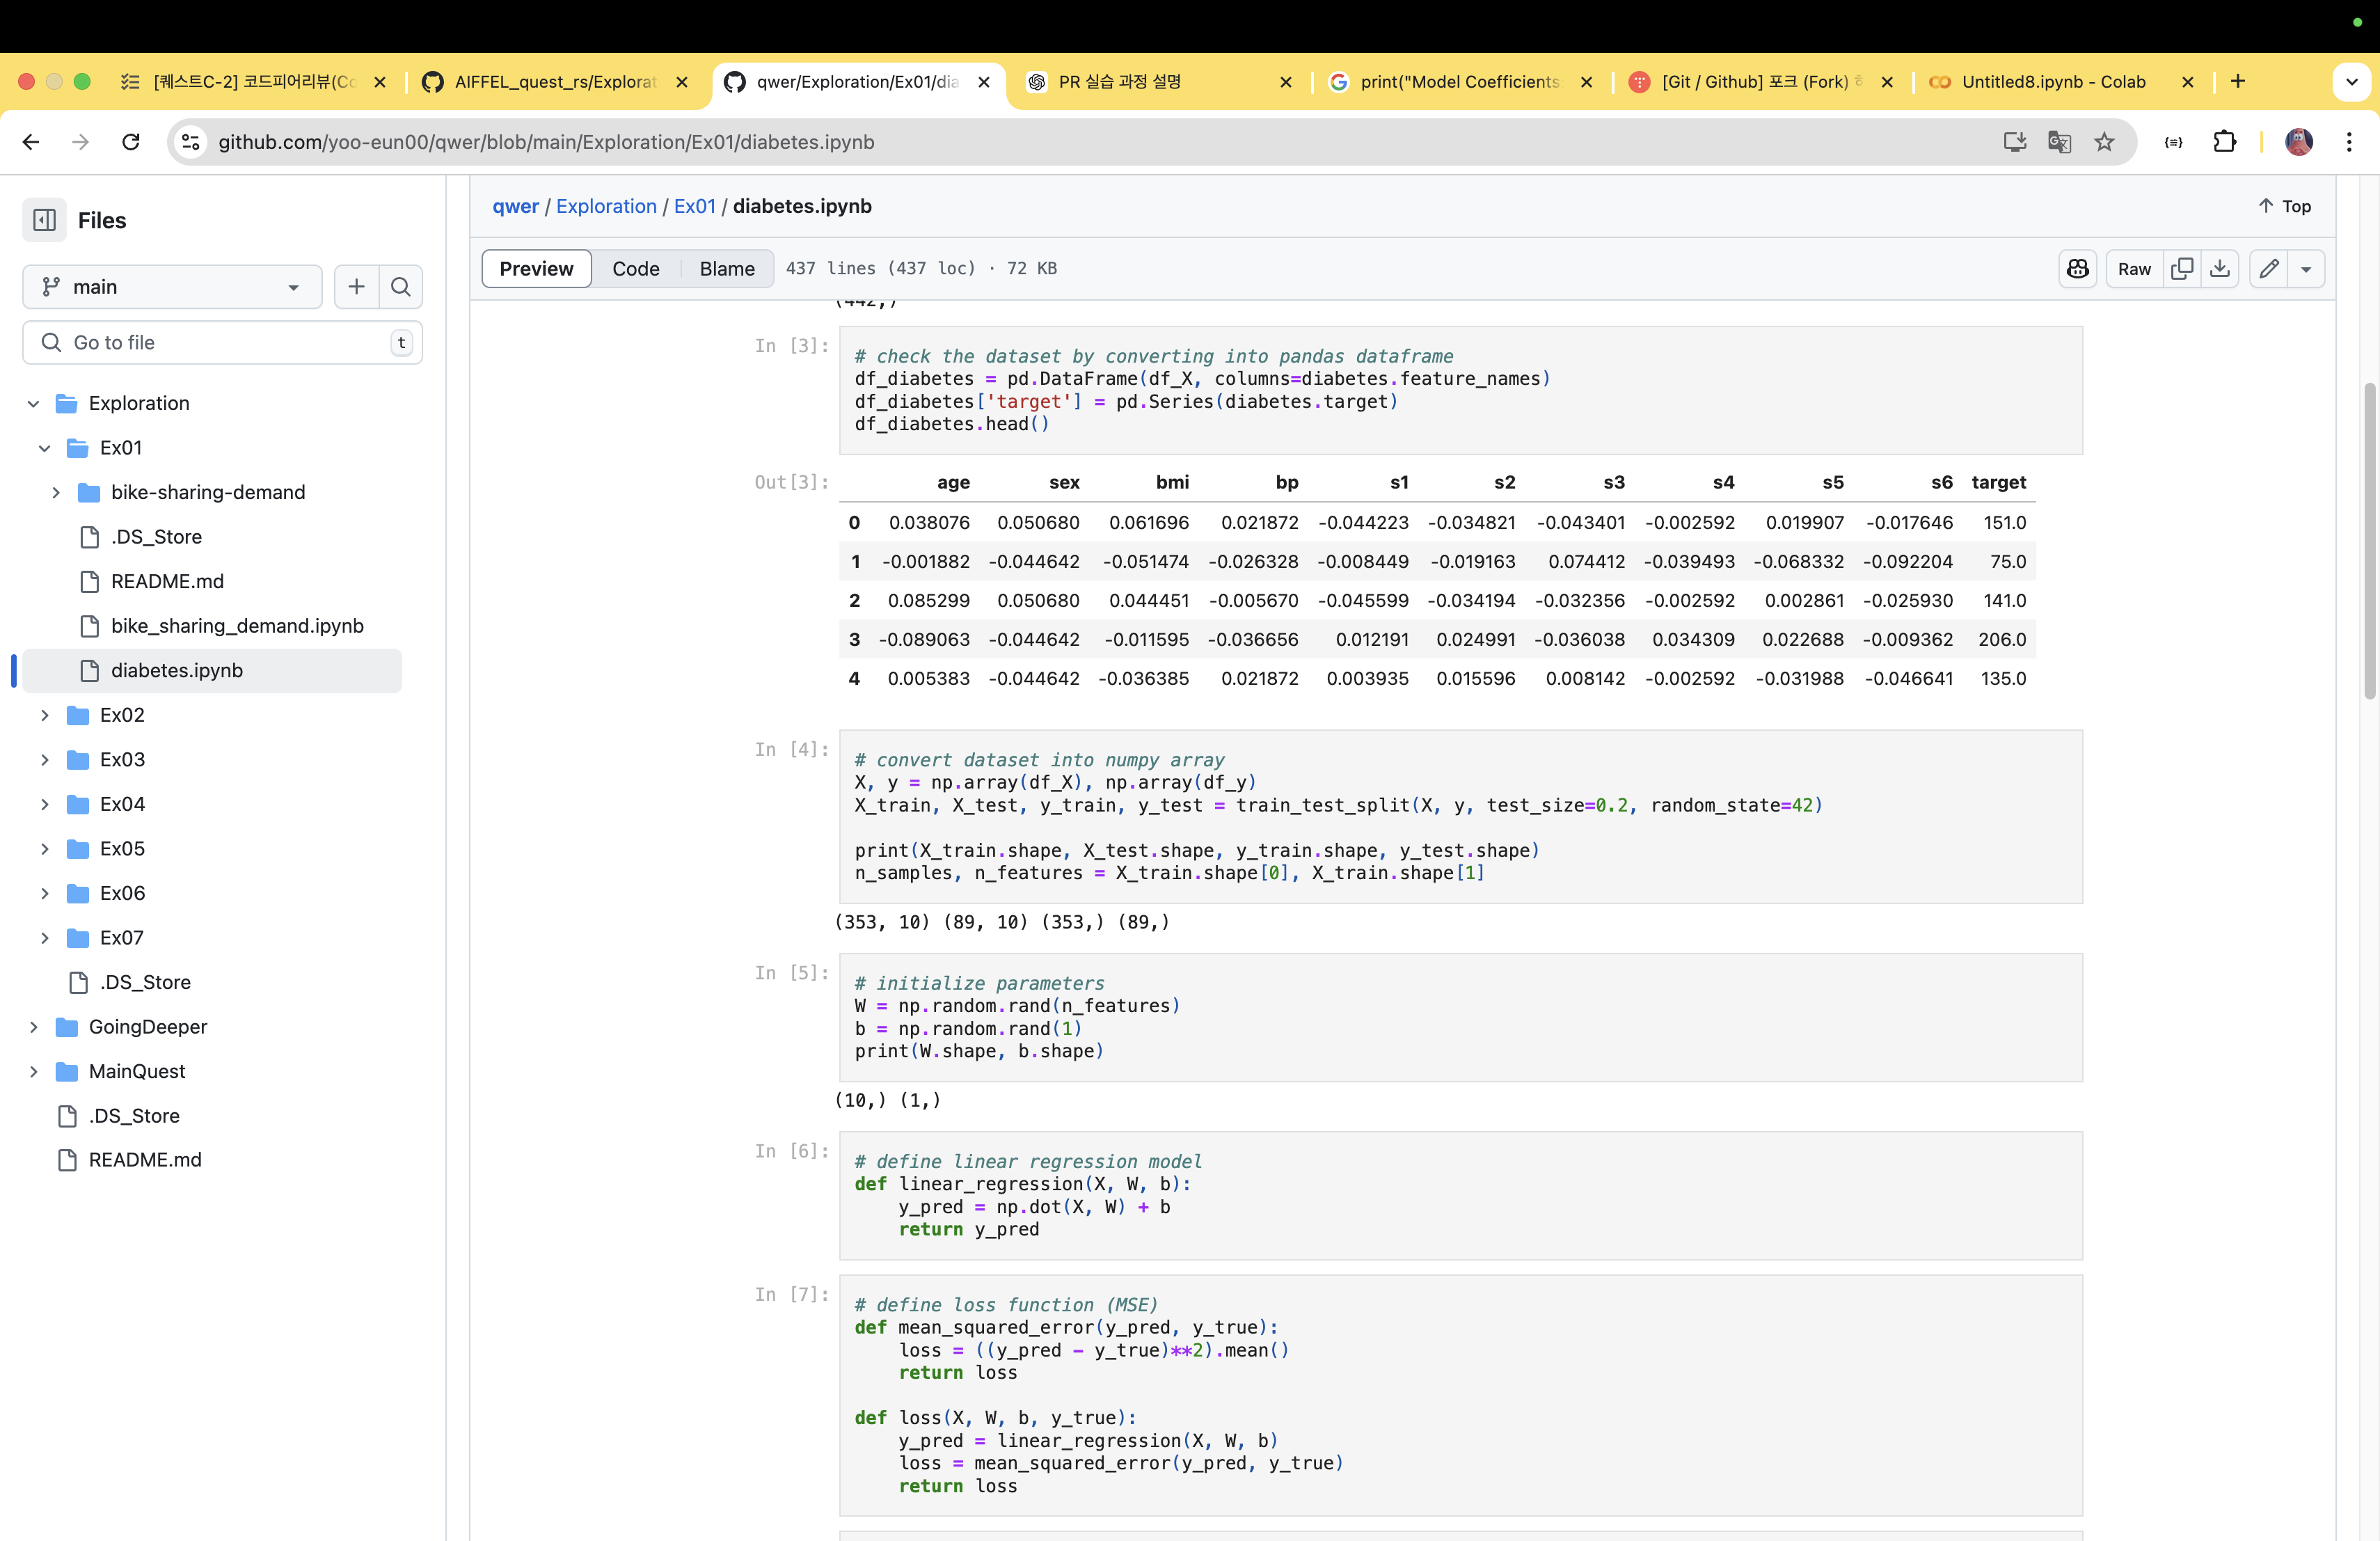 [퀘스트C-2] 코드피어리뷰(Co
AIFFEL_quest_rs/Explorat
qwer/Exploration/Ex01/dia
PR 실습 과정 설명
print("Model Coefficients
[Git / Github] 포크 (Fork)
Untitled8.ipynb - Colab
github.com/yoo-eun00/qwer/blob/main/Exploration/Ex01/diabetes.ipynb
Files
main
Go to file
t
Exploration
Ex01
bike-sharing-demand
.DS_Store
README.md
bike_sharing_demand.ipynb
diabetes.ipynb
Ex02
Ex03
Ex04
Ex05
Ex06
Ex07
.DS_Store
GoingDeeper
MainQuest
.DS_Store
README.md
qwer / Exploration / Ex01 / diabetes.ipynb
Top
Preview Code Blame 437 lines (437 loc) · 72 KB
Raw
(442,)
In [3]:
# check the dataset by converting into pandas dataframe
df_diabetes = pd.DataFrame(df_X, columns=diabetes.feature_names)
df_diabetes['target'] = pd.Series(diabetes.target)
df_diabetes.head()
Out[3]:
age sex bmi bp s1 s2 s3 s4 s5 s6 target
0 0.038076 0.050680 0.061696 0.021872 -0.044223 -0.034821 -0.043401 -0.002592 0.019907 -0.017646 151.0
1 -0.001882 -0.044642 -0.051474 -0.026328 -0.008449 -0.019163 0.074412 -0.039493 -0.068332 -0.092204 75.0
2 0.085299 0.050680 0.044451 -0.005670 -0.045599 -0.034194 -0.032356 -0.002592 0.002861 -0.025930 141.0
3 -0.089063 -0.044642 -0.011595 -0.036656 0.012191 0.024991 -0.036038 0.034309 0.022688 -0.009362 206.0
4 0.005383 -0.044642 -0.036385 0.021872 0.003935 0.015596 0.008142 -0.002592 -0.031988 -0.046641 135.0
In [4]:
# convert dataset into numpy array
X, y = np.array(df_X), np.array(df_y)
X_train, X_test, y_train, y_test = train_test_split(X, y, test_size=0.2, random_state=42)
print(X_train.shape, X_test.shape, y_train.shape, y_test.shape)
n_samples, n_features = X_train.shape[0], X_train.shape[1]
(353, 10) (89, 10) (353,) (89,)
In [5]:
# initialize parameters
W = np.random.rand(n_features)
b = np.random.rand(1)
print(W.shape, b.shape)
(10,) (1,)
In [6]:
# define linear regression model
def linear_regression(X, W, b):
    y_pred = np.dot(X, W) + b
    return y_pred
In [7]:
# define loss function (MSE)
def mean_squared_error(y_pred, y_true):
    loss = ((y_pred - y_true)**2).mean()
    return loss
def loss(X, W, b, y_true):
    y_pred = linear_regression(X, W, b)
    loss = mean_squared_error(y_pred, y_true)
    return loss